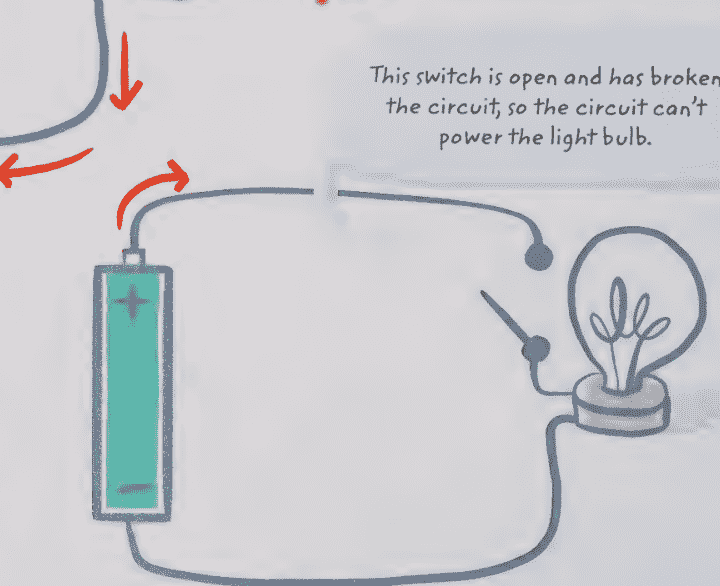 This switch is open and has broken
the circuit, so the circuit can't
power the light bulb.
+
−